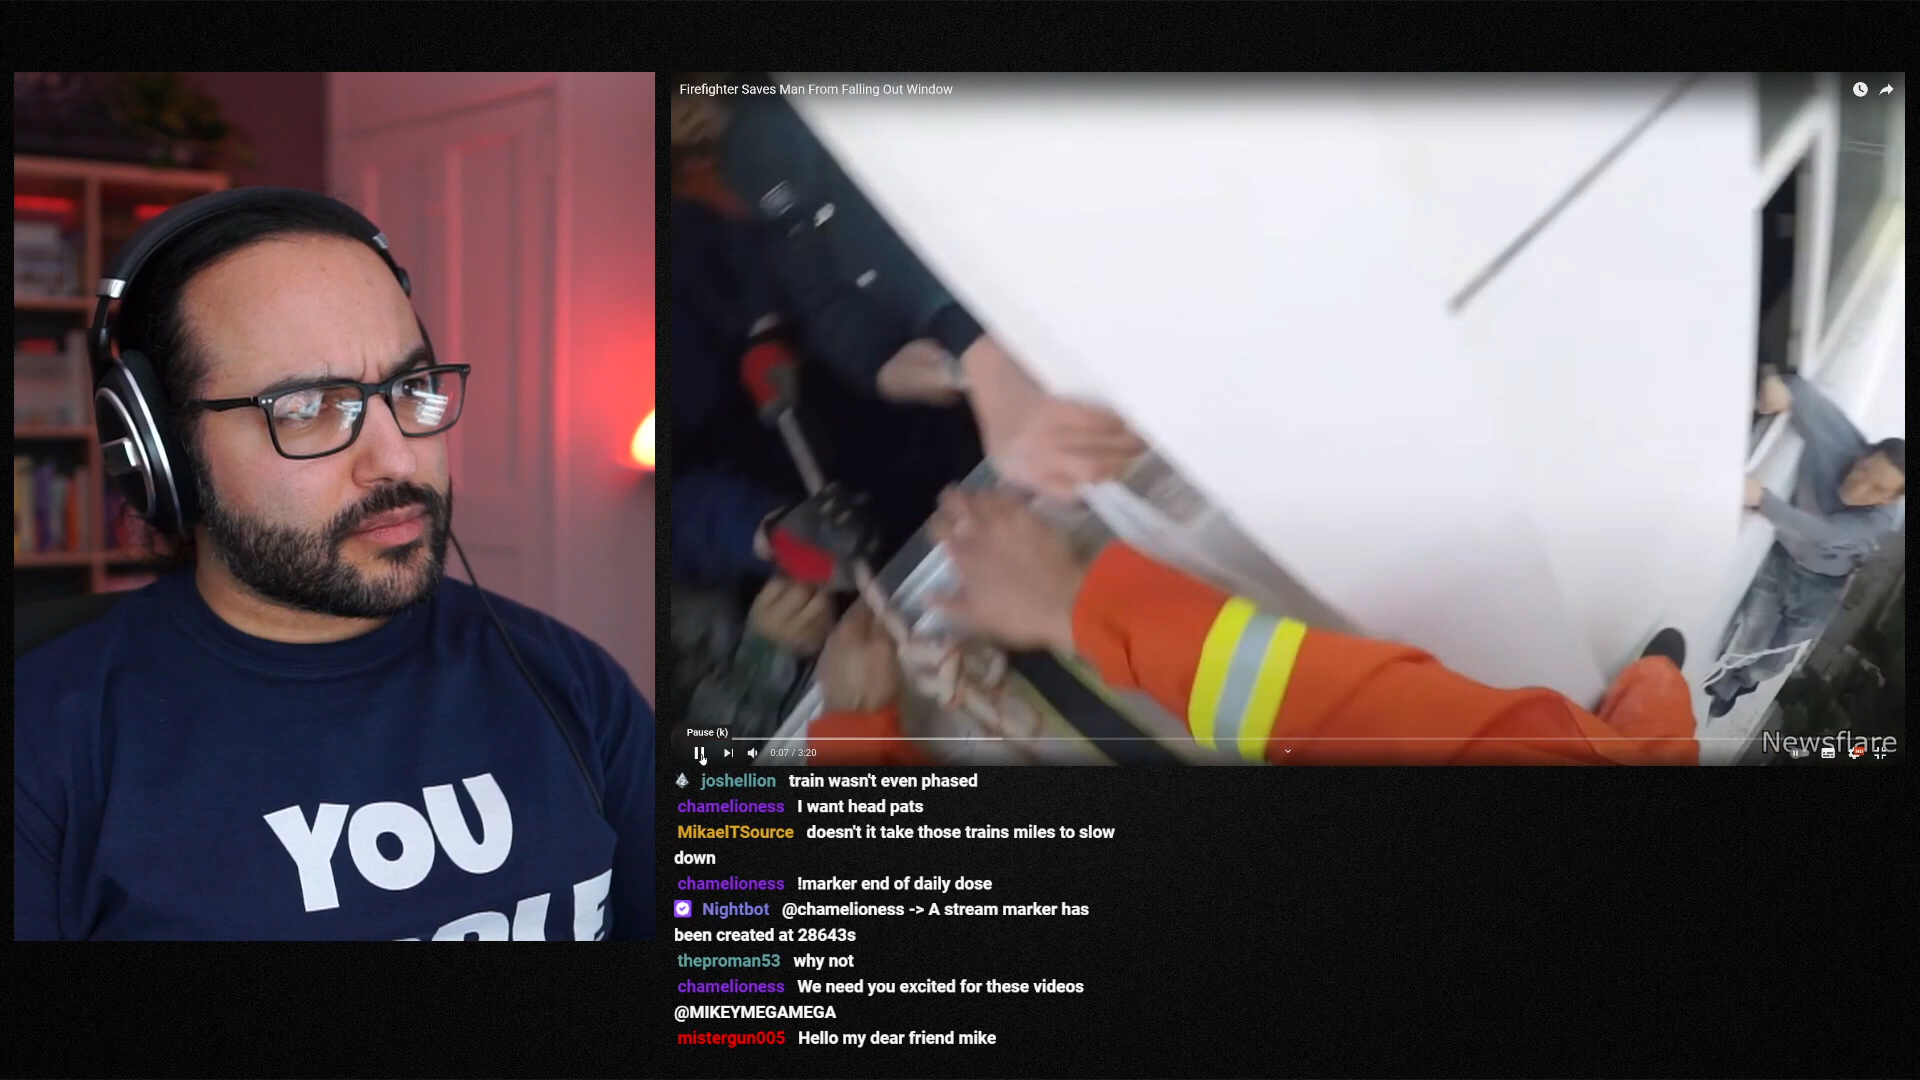 Firefighter Saves Man From Falling Out Window
YOU
Pause (k)
0:07 / 3:20
Newsflare
joshellion train wasn't even phased
chamelioness I want head pats
MikaelTSource doesn't it take those trains miles to slow
down
chamelioness !marker end of daily dose
Nightbot @chamelioness -> A stream marker has
been created at 28643s
theproman53 why not
chamelioness We need you excited for these videos
@MIKEYMEGAMEGA
mistergun005 Hello my dear friend mike